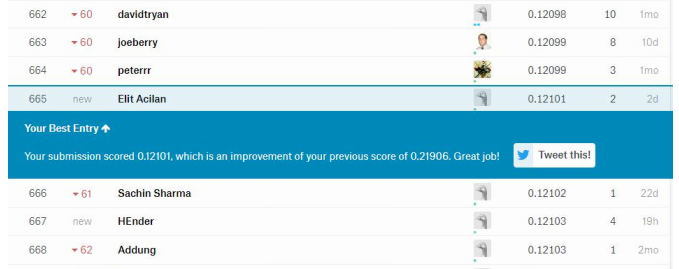 662 ▾ 60 davidtryan 0.12098 10 1mo
663 ▾ 60 joeberry 0.12099 8 10d
664 ▾ 60 peterrr 0.12099 3 1mo
665 new Elit Acilan 0.12101 2 2d
Your Best Entry ↑
Your submission scored 0.12101, which is an improvement of your previous score of 0.21906. Great job! Tweet this!
666 ▾ 61 Sachin Sharma 0.12102 1 22d
667 new HEnder 0.12103 4 19h
668 ▾ 62 Addung 0.12103 1 2mo